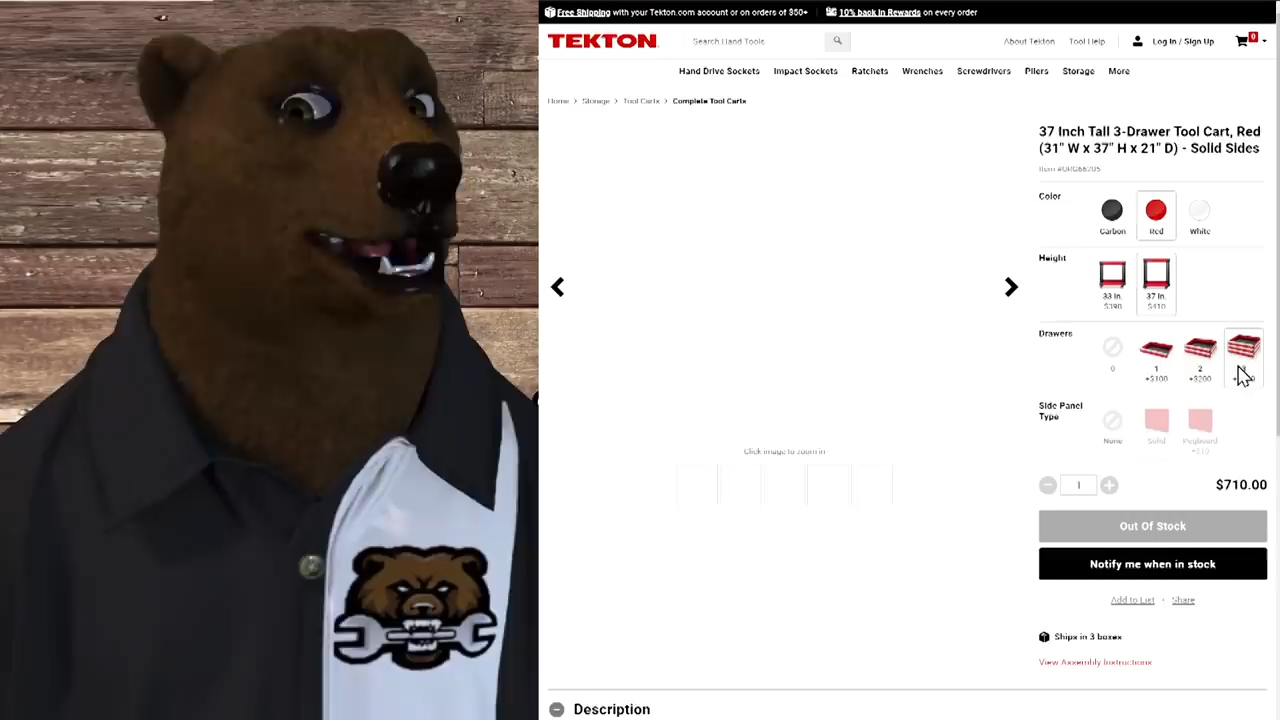 Free Shipping with your Tekton.com account or on orders of $50+
10% back in Rewards on every order
TEKTON
Search Hand Tools
About Tekton
Tool Help
Log In / Sign Up
0
Hand Drive Sockets
Impact Sockets
Ratchets
Wrenches
Screwdrivers
Pliers
Storage
More
Home > Storage > Tool Carts > Complete Tool Carts
37 Inch Tall 3-Drawer Tool Cart, Red
(31" W x 37" H x 21" D) - Solid Sides
Color
Carbon
Red
White
Height
33 in.
$390
37 in.
$410
Drawers
0
1
+$100
2
+$200
Side Panel
Type
None
Solid
Pegboard
+$10
1
$710.00
Out Of Stock
Notify me when in stock
Add to List
Share
Ships in 3 boxes
View Assembly Instructions
Click image to zoom in
Description